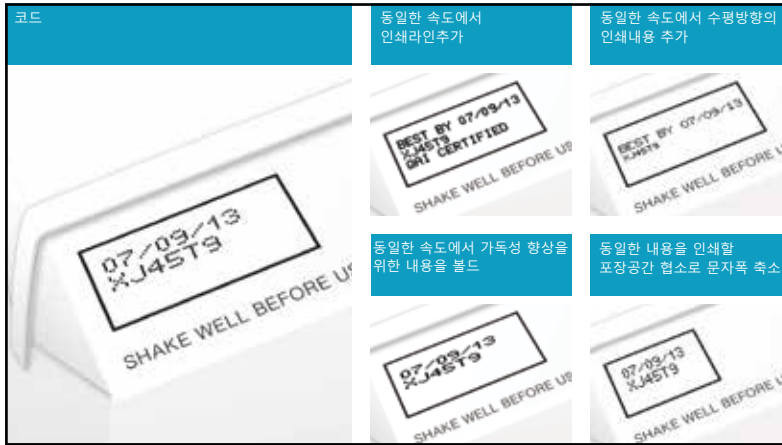 코드
07/09/13
XJ45T9
SHAKE WELL BEFORE US
동일한 속도에서
인쇄라인추가
BEST BY 07/09/13
XJ45T9
QAI CERTIFIED
SHAKE WELL BEFORE US
동일한 속도에서 수평방향의
인쇄내용 추가
BEST BY 07/09/13
XJ45T9
SHAKE WELL BEFORE U
동일한 속도에서 가독성 향상을
위한 내용을 볼드
07/09/13
XJ45T9
SHAKE WELL BEFORE US
동일한 내용을 인쇄할
포장공간 협소로 문자폭 축소
07/09/13
XJ45T9
SHAKE WELL BEFORE U